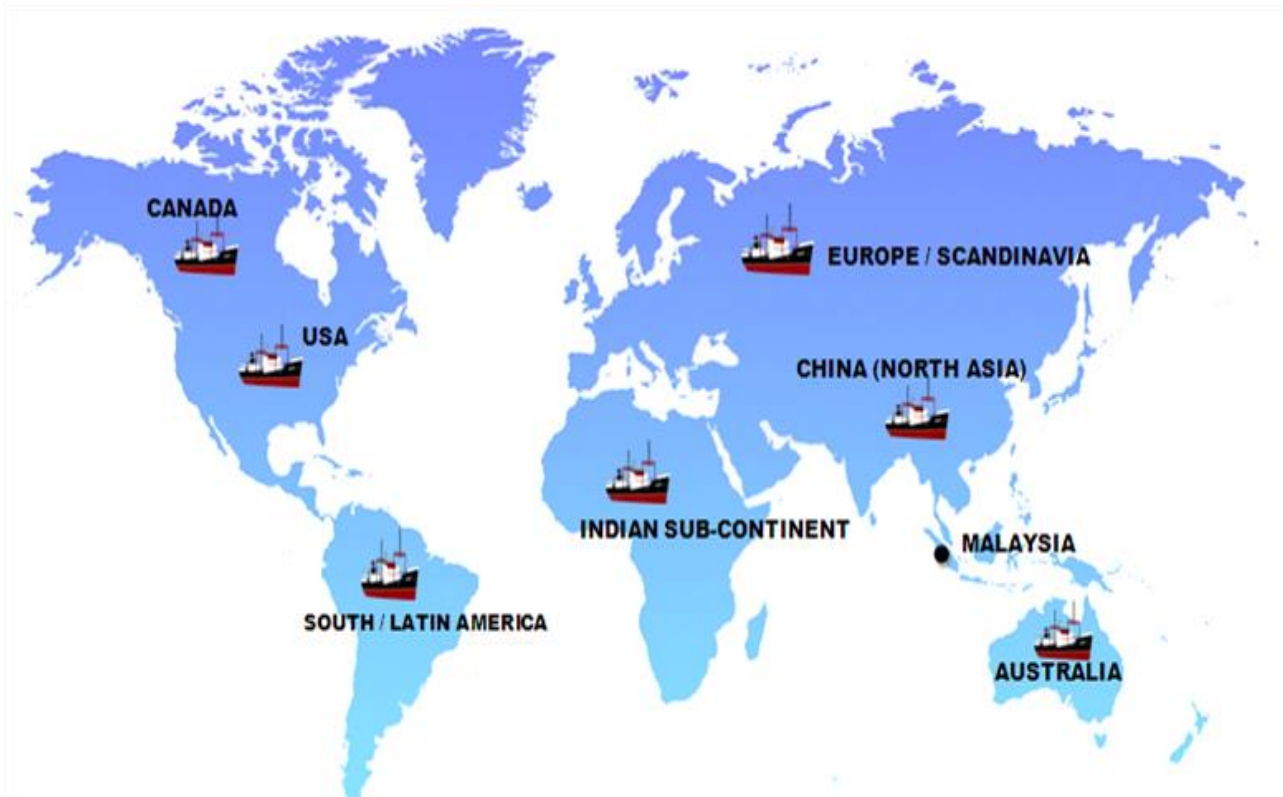 CANADA
EUROPE / SCANDINAVIA
USA
CHINA (NORTH ASIA)
INDIAN SUB-CONTINENT
MALAYSIA
SOUTH / LATIN AMERICA
AUSTRALIA